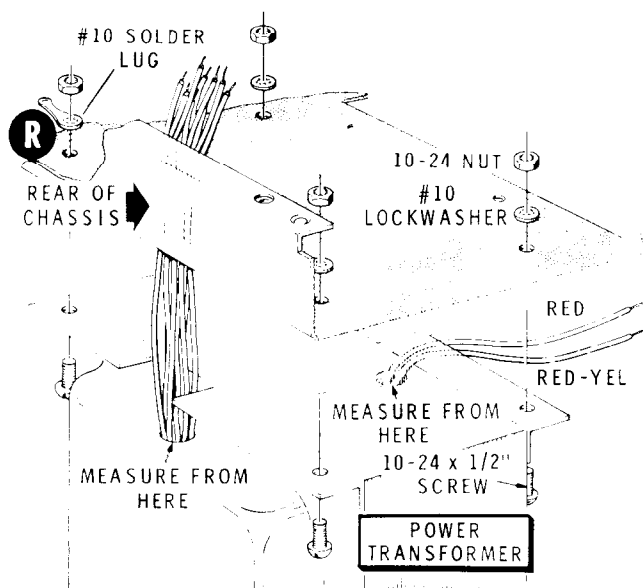 #10 SOLDER
LUG
R
REAR OF
CHASSIS
10-24 NUT
#10
LOCKWASHER
RED
RED-YEL
MEASURE FROM
HERE
MEASURE FROM
HERE
10-24 x 1/2"
SCREW
POWER
TRANSFORMER